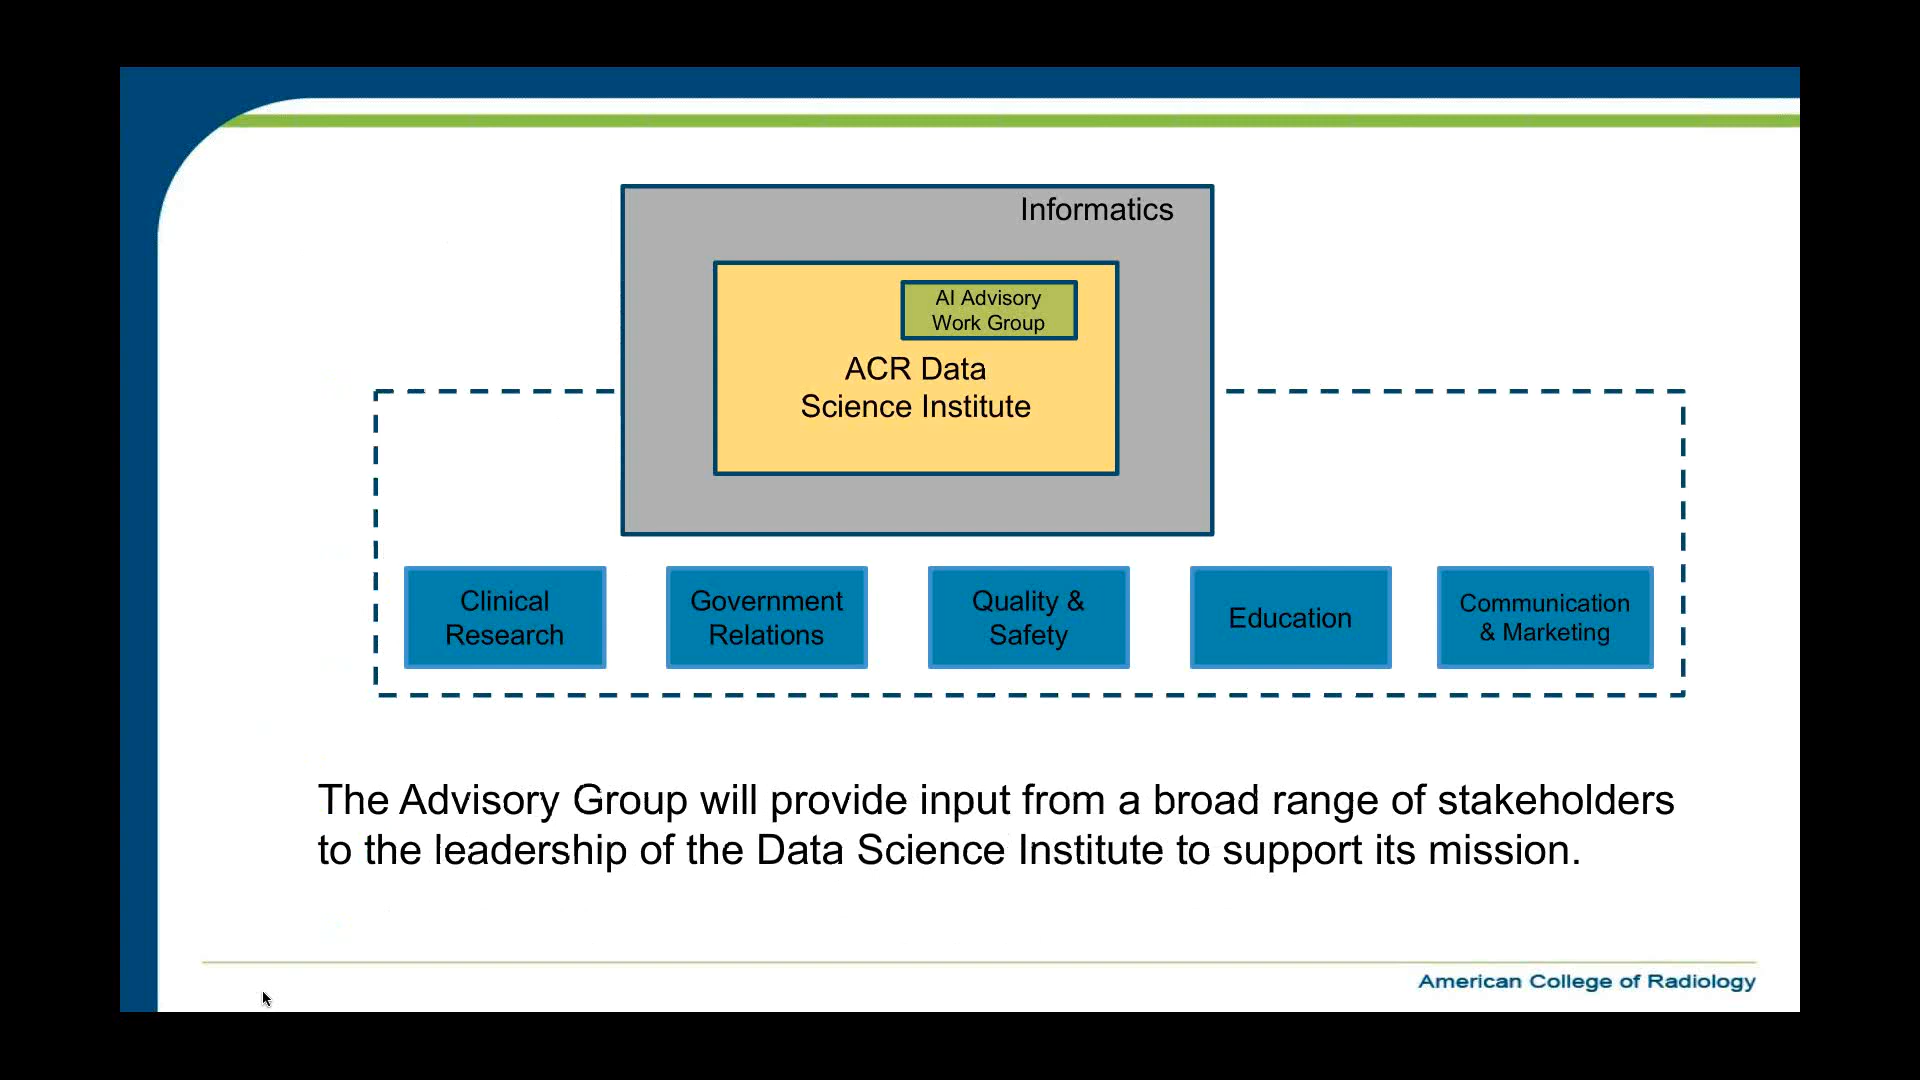 Informatics
AI Advisory
Work Group
ACR Data
Science Institute
Clinical
Research
Government
Relations
Quality &
Safety
Education
Communication
& Marketing
The Advisory Group will provide input from a broad range of stakeholders
to the leadership of the Data Science Institute to support its mission.
American College of Radiology